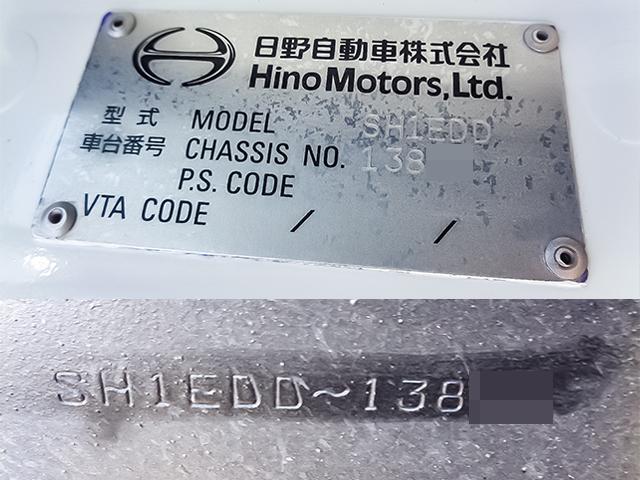 日野自動車株式会社
Hino Motors, Ltd.
型式 MODEL SH1EDD
車台番号 CHASSIS NO. 138
P.S. CODE
VTA CODE / /
SH1EDD~138